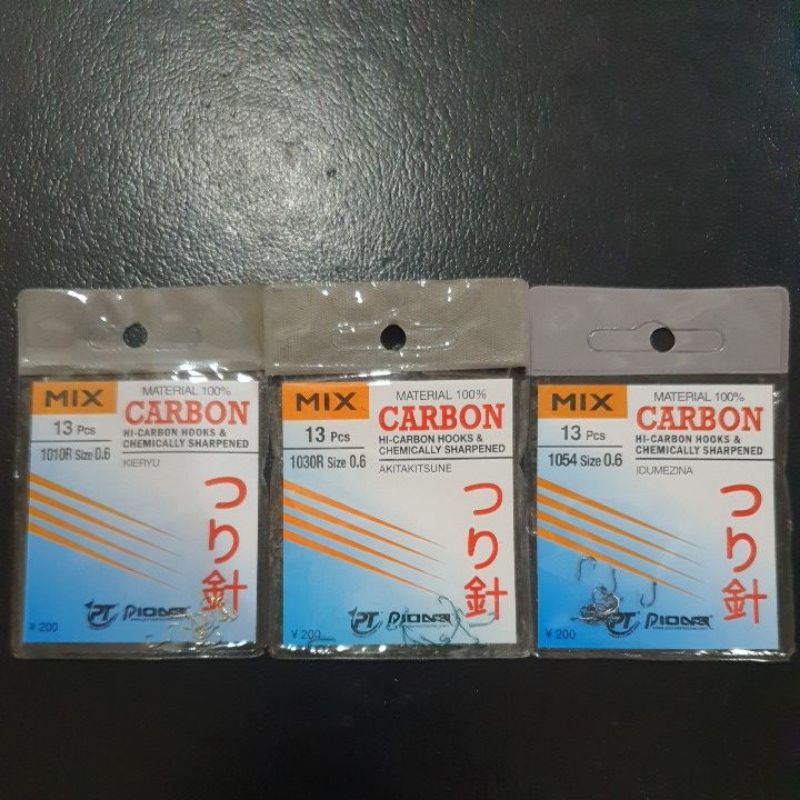 MIX
13 Pcs
1010R Size 0.6
MATERIAL 100%
CARBON
HI-CARBON HOOKS &
CHEMICALLY SHARPENED
KIERYU
つり針
¥200
PT PIONEER
MIX
13 Pcs
1030R Size 0.6
MATERIAL 100%
CARBON
HI-CARBON HOOKS &
CHEMICALLY SHARPENED
AKITAKITSUNE
つり針
¥200
PT PIONEER
MIX
13 Pcs
1054 Size 0.6
MATERIAL 100%
CARBON
HI-CARBON HOOKS &
CHEMICALLY SHARPENED
IDUMEZINA
つり針
¥200
PT PIONEER